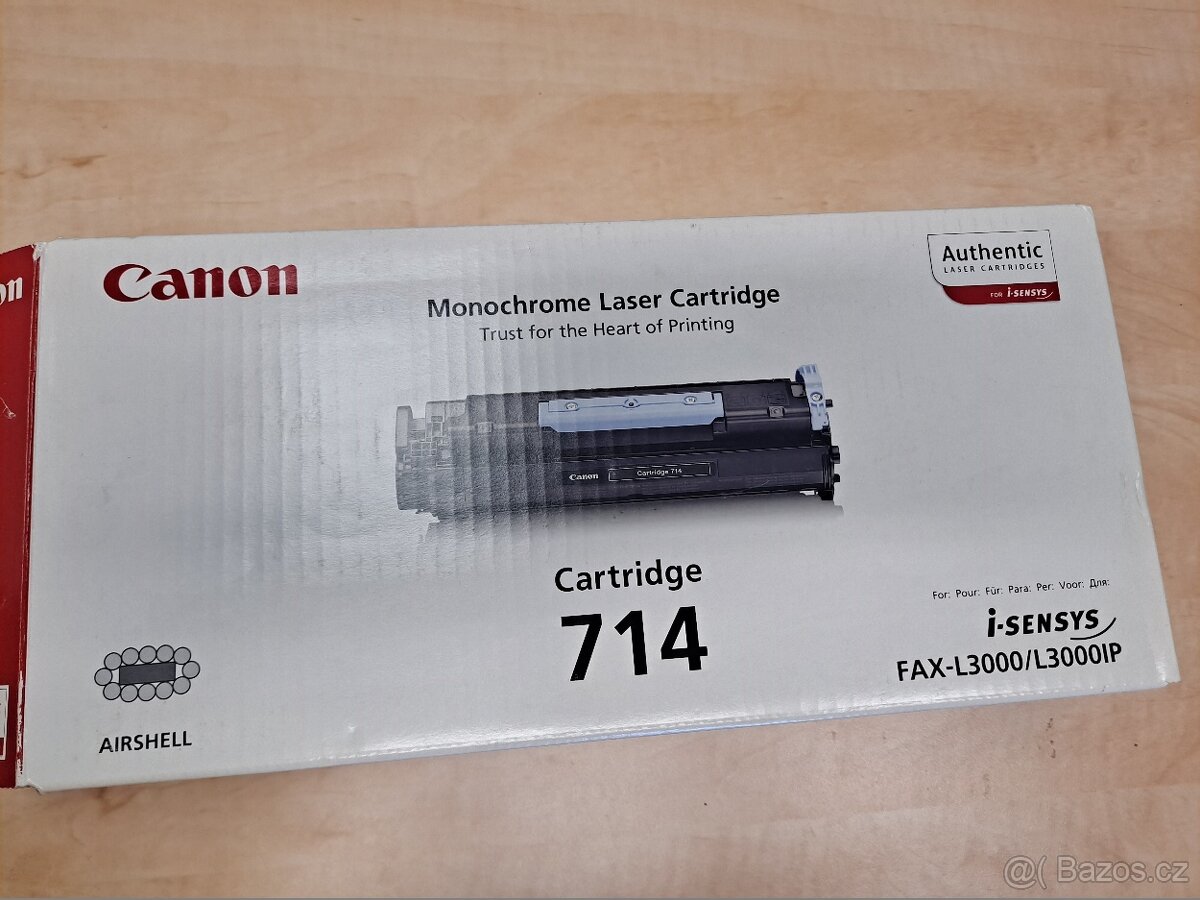 on
Canon
Authentic
LASER CARTRIDGES
FOR i-SENSYS
Monochrome Laser Cartridge
Trust for the Heart of Printing
Canon Cartridge 714
Cartridge
714
For: Pour: Für: Para: Per: Voor: Для:
i-SENSYS
FAX-L3000/L3000IP
AIRSHELL
@( Bazos.cz